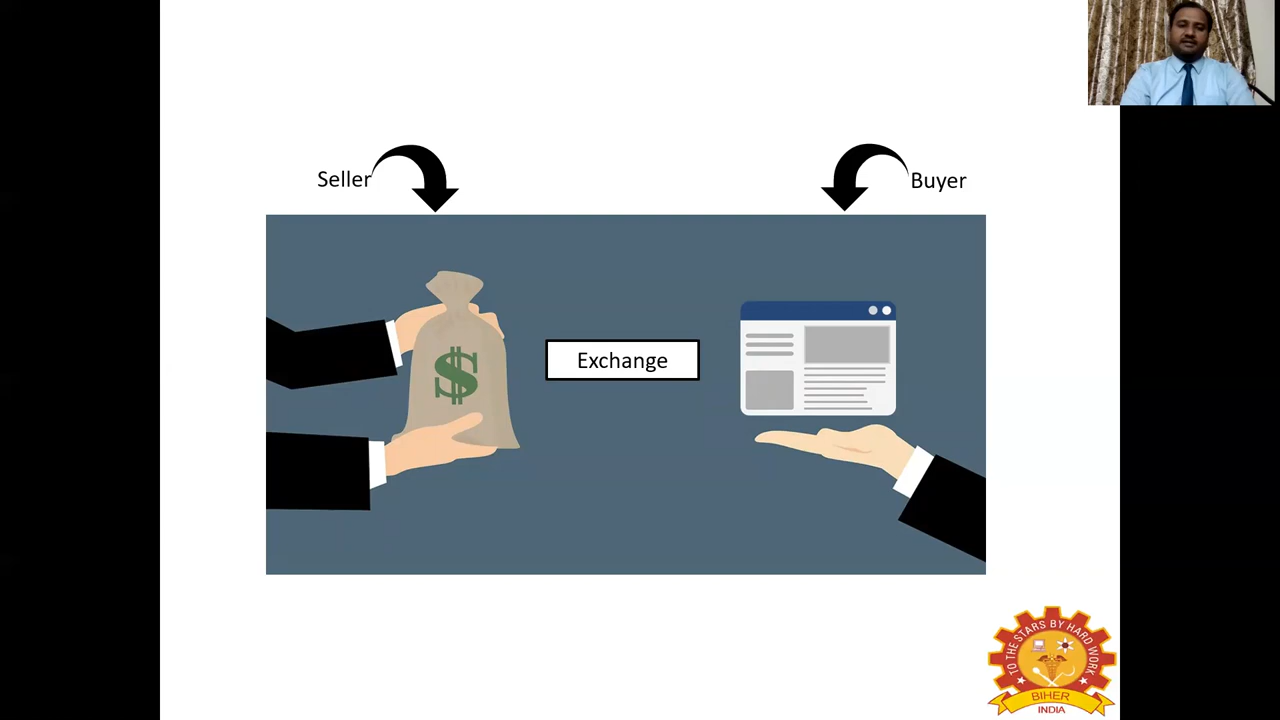 Seller
Buyer
$
Exchange
TO THE STARS BY HARD WORK
BIHER
INDIA